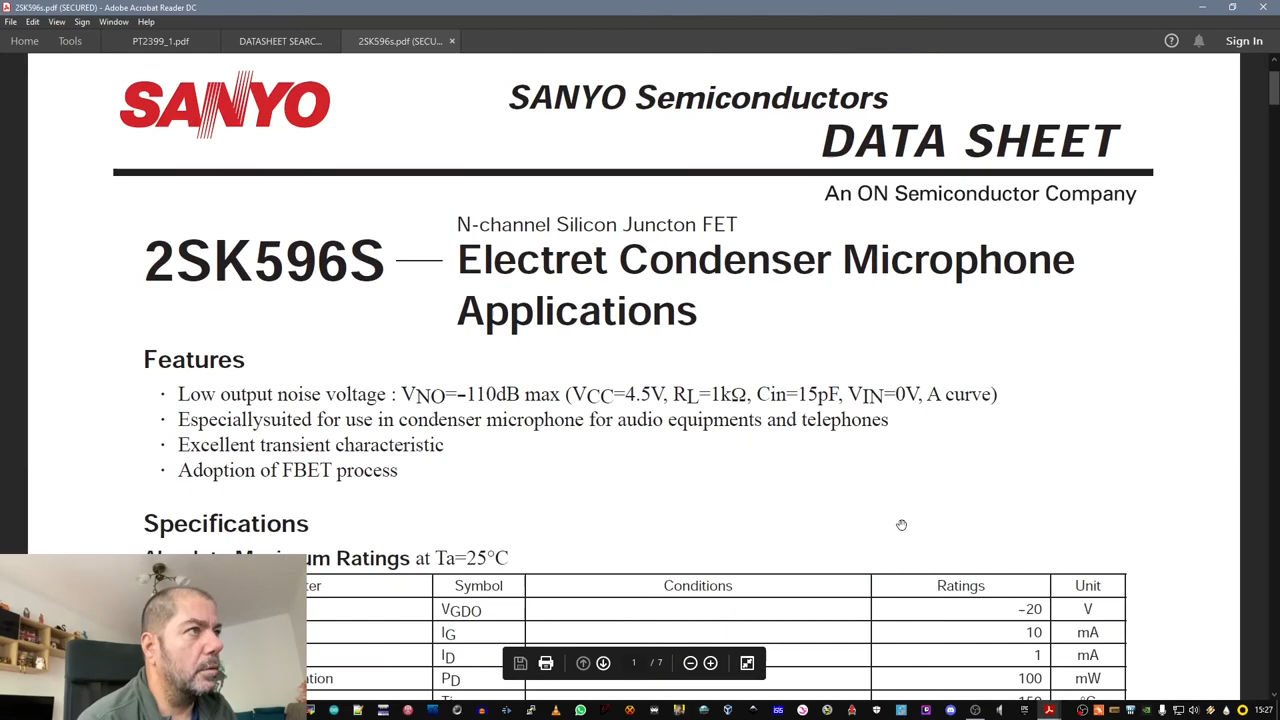 2SK596s.pdf (SECURED) - Adobe Acrobat Reader DC
File Edit View Sign Window Help
Home Tools PT2399_1.pdf DATASHEET SEARC... 2SK596s.pdf (SECU... × Sign In
SANYO
SANYO Semiconductors
DATA SHEET
An ON Semiconductor Company
N-channel Silicon Juncton FET
2SK596S — Electret Condenser Microphone
Applications
Features
· Low output noise voltage : VNO=–110dB max (VCC=4.5V, RL=1kΩ, Cin=15pF, VIN=0V, A curve)
· Especiallysuited for use in condenser microphone for audio equipments and telephones
· Excellent transient characteristic
· Adoption of FBET process
Specifications
Ratings at Ta=25°C
Symbol Conditions Ratings Unit
VGDO –20 V
IG 10 mA
ID 1 mA
PD 100 mW
1 / 7
15:27